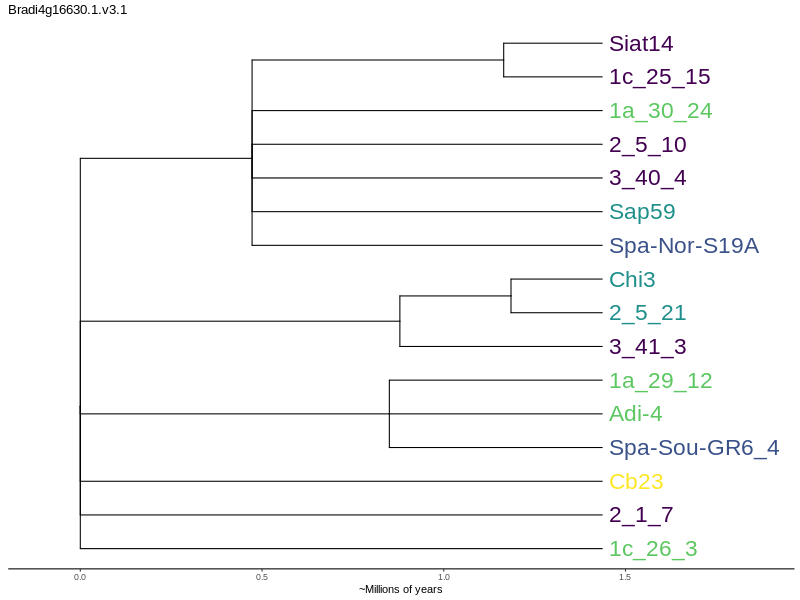 Bradi4g16630.1.v3.1
Siat14
1c_25_15
1a_30_24
2_5_10
3_40_4
Sap59
Spa-Nor-S19A
Chi3
2_5_21
3_41_3
1a_29_12
Adi-4
Spa-Sou-GR6_4
Cb23
2_1_7
1c_26_3
0.0 0.5 1.0 1.5
~Millions of years